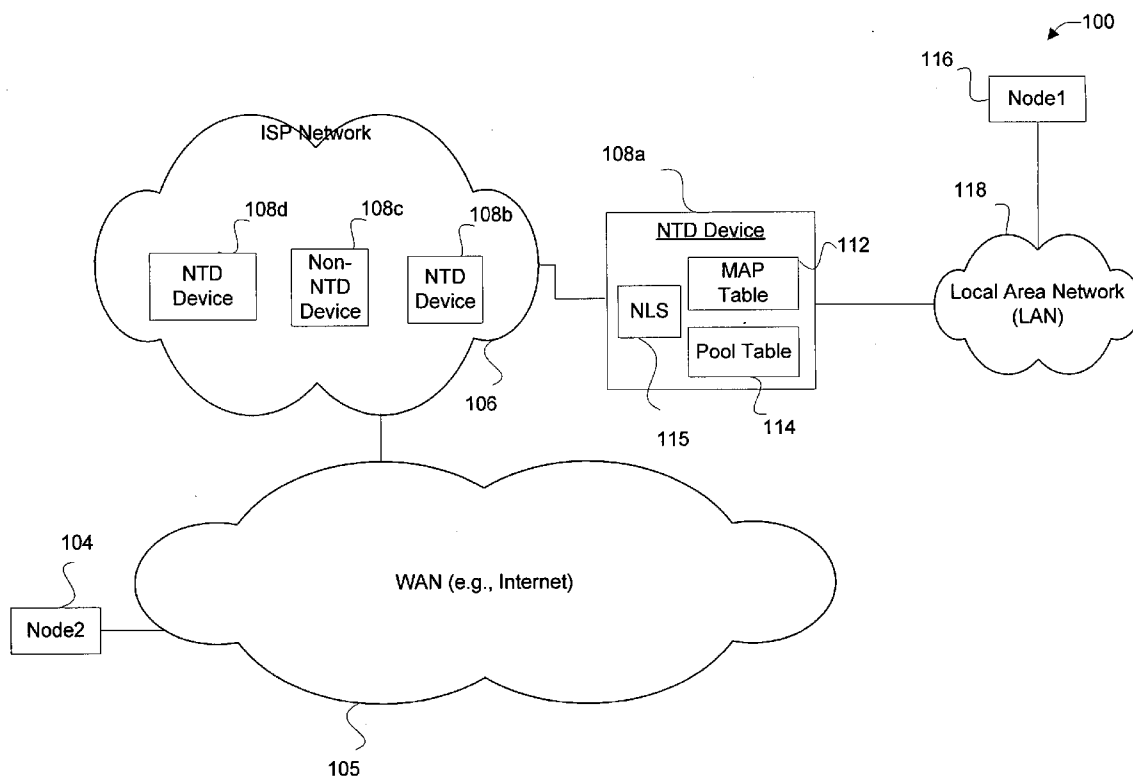 100
116
Node1
ISP Network
108a
118
108d
108c
108b
NTD Device
112
NTD
Device
Non-
NTD
Device
NTD
Device
MAP
Table
NLS
Local Area Network
(LAN)
Pool Table
106
115
114
104
WAN (e.g., Internet)
Node2
105